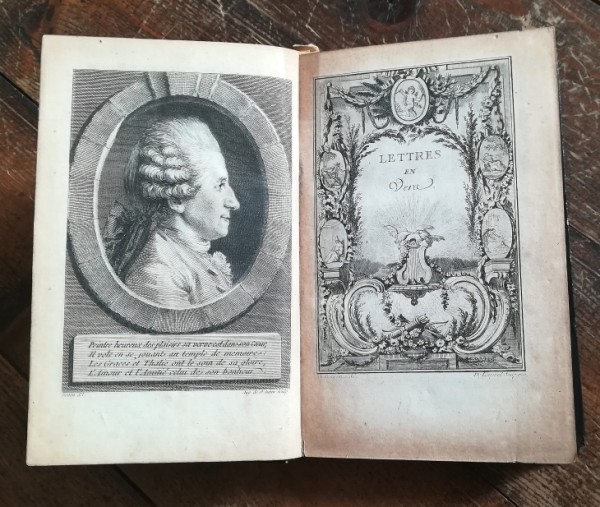 Peintre heureux des plaisirs sa verve est dans son Cœur,
Il vole en se jouant au temple de memoire;
Les Graces et Thalie ont le soin de sa gloire,
L'Amour et l'Amitié celui de son bonheur
LETTRES
EN
Vers.